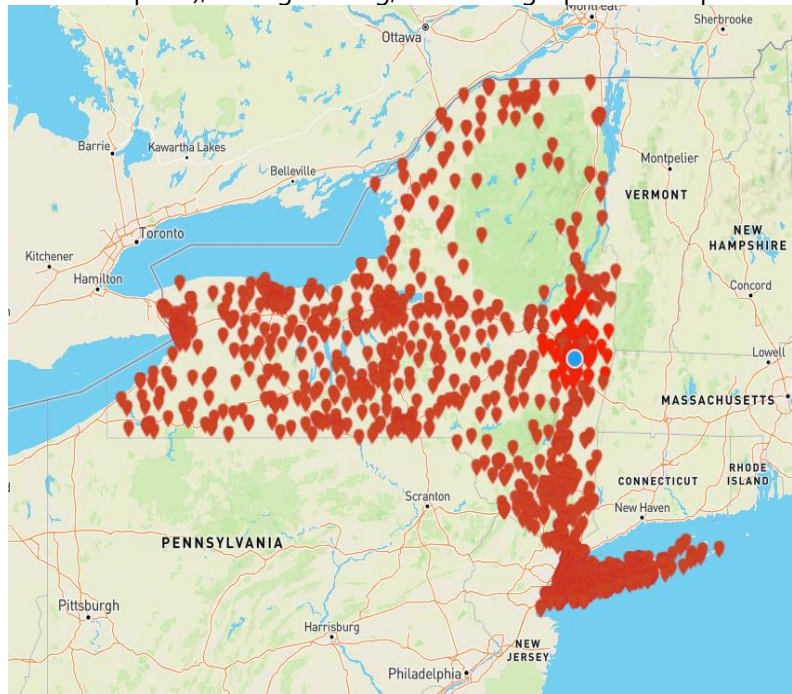 Ottawa
Montreal
Sherbrooke
Barrie
Kawartha Lakes
Belleville
Montpelier
VERMONT
Toronto
NEW
HAMPSHIRE
Kitchener
Hamilton
Concord
Lowell
MASSACHUSETTS
RHODE
ISLAND
CONNECTICUT
Scranton
New Haven
PENNSYLVANIA
Pittsburgh
Harrisburg
NEW
JERSEY
Philadelphia